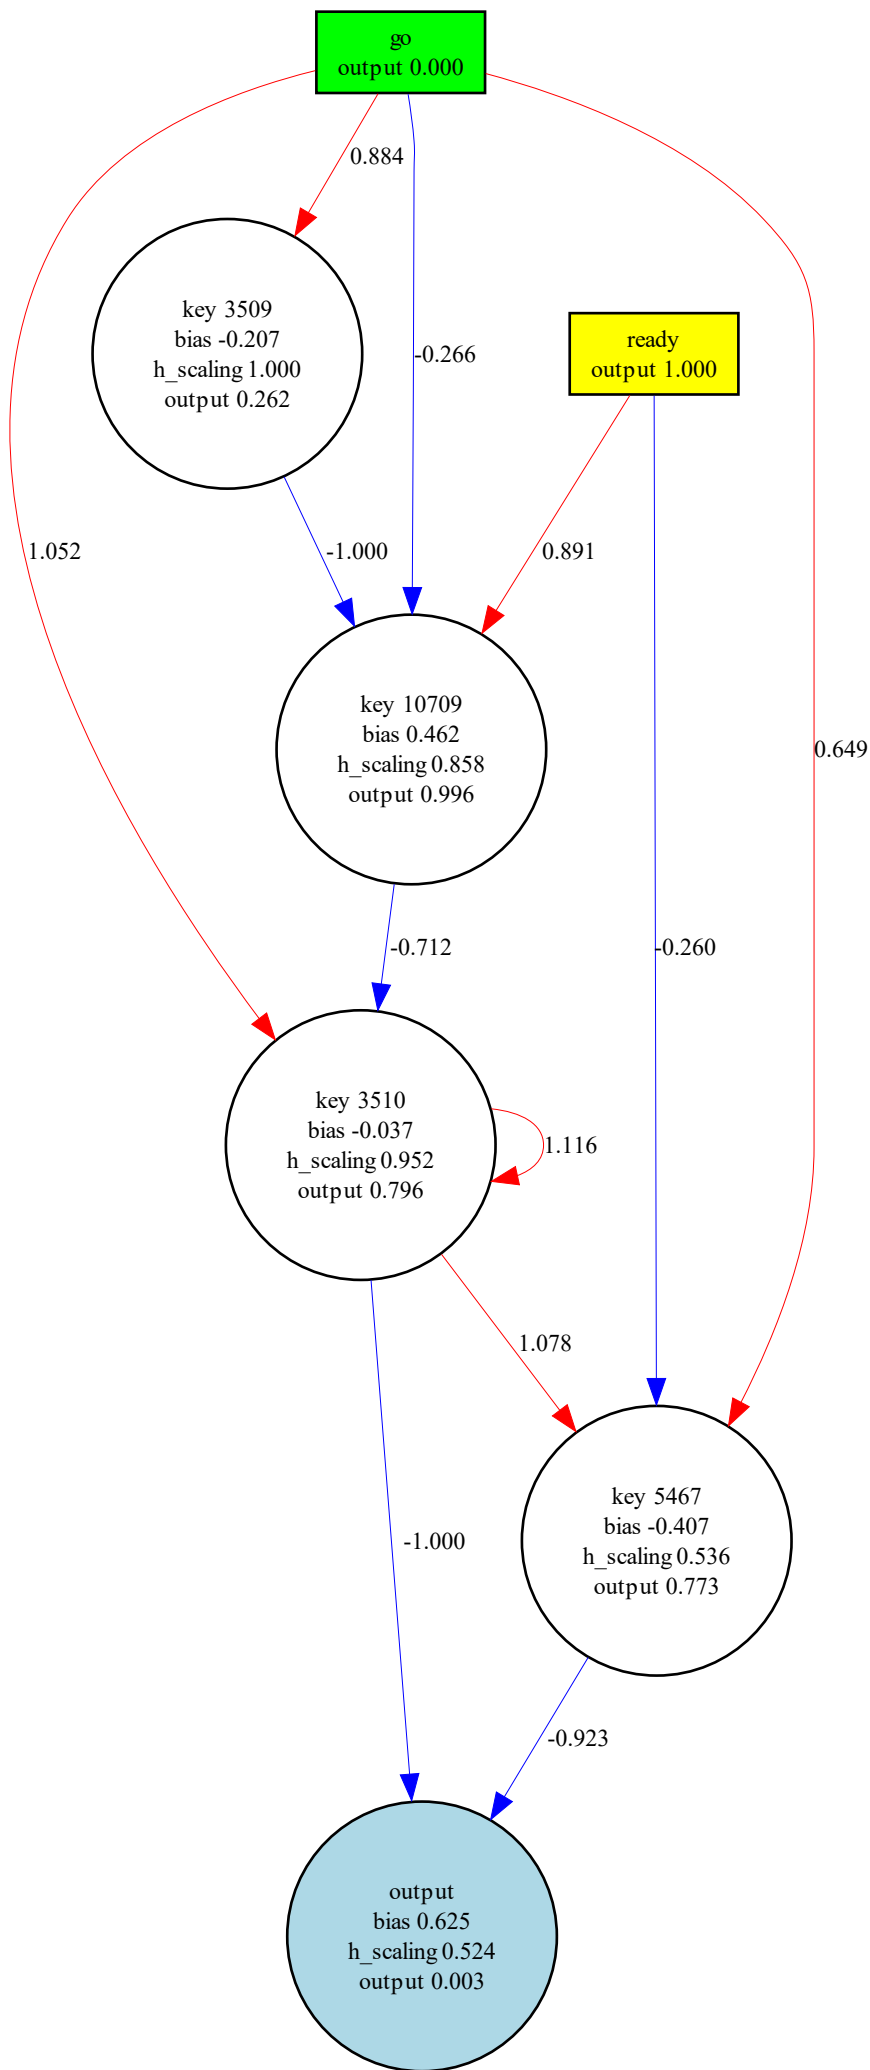 go
output 0.000
0.884
key 3509
bias -0.207
h_scaling 1.000
output 0.262
-0.266
ready
output 1.000
1.052
-1.000
0.891
key 10709
bias 0.462
h_scaling 0.858
output 0.996
0.649
-0.712
-0.260
key 3510
bias -0.037
h_scaling 0.952
output 0.796
1.116
1.078
-1.000
key 5467
bias -0.407
h_scaling 0.536
output 0.773
-0.923
output
bias 0.625
h_scaling 0.524
output 0.003